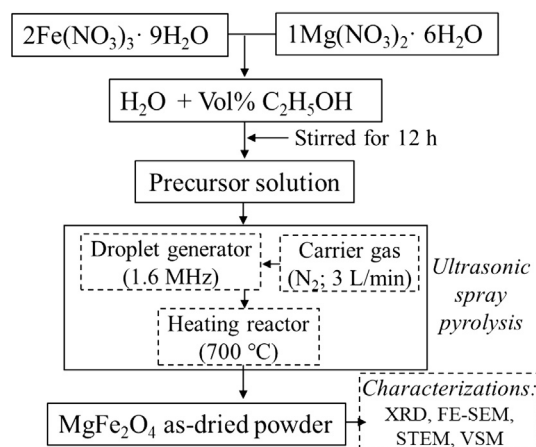 2Fe(NO₃)₃· 9H₂O
1Mg(NO₃)₂· 6H₂O
H₂O + Vol% C₂H₅OH
Stirred for 12 h
Precursor solution
Droplet generator
(1.6 MHz)
Carrier gas
(N₂; 3 L/min)
Heating reactor
(700 ℃)
Ultrasonic
spray
pyrolysis
MgFe₂O₄ as-dried powder
Characterizations:
XRD, FE-SEM,
STEM, VSM